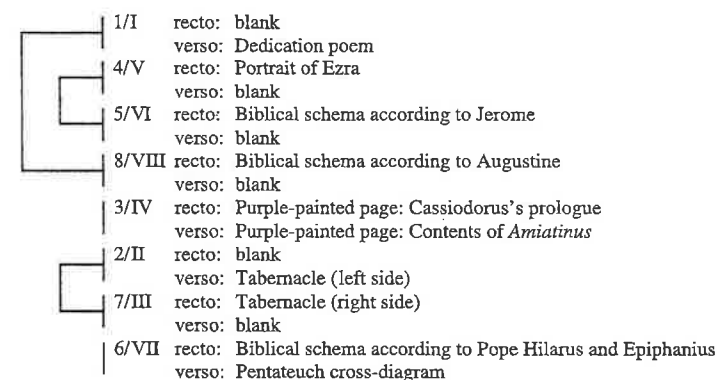 1/I recto: blank
verso: Dedication poem
4/V recto: Portrait of Ezra
verso: blank
5/VI recto: Biblical schema according to Jerome
verso: blank
8/VIII recto: Biblical schema according to Augustine
verso: blank
3/IV recto: Purple-painted page: Cassiodorus's prologue
verso: Purple-painted page: Contents of Amiatinus
2/II recto: blank
verso: Tabernacle (left side)
7/III recto: Tabernacle (right side)
verso: blank
6/VII recto: Biblical schema according to Pope Hilarus and Epiphanius
verso: Pentateuch cross-diagram